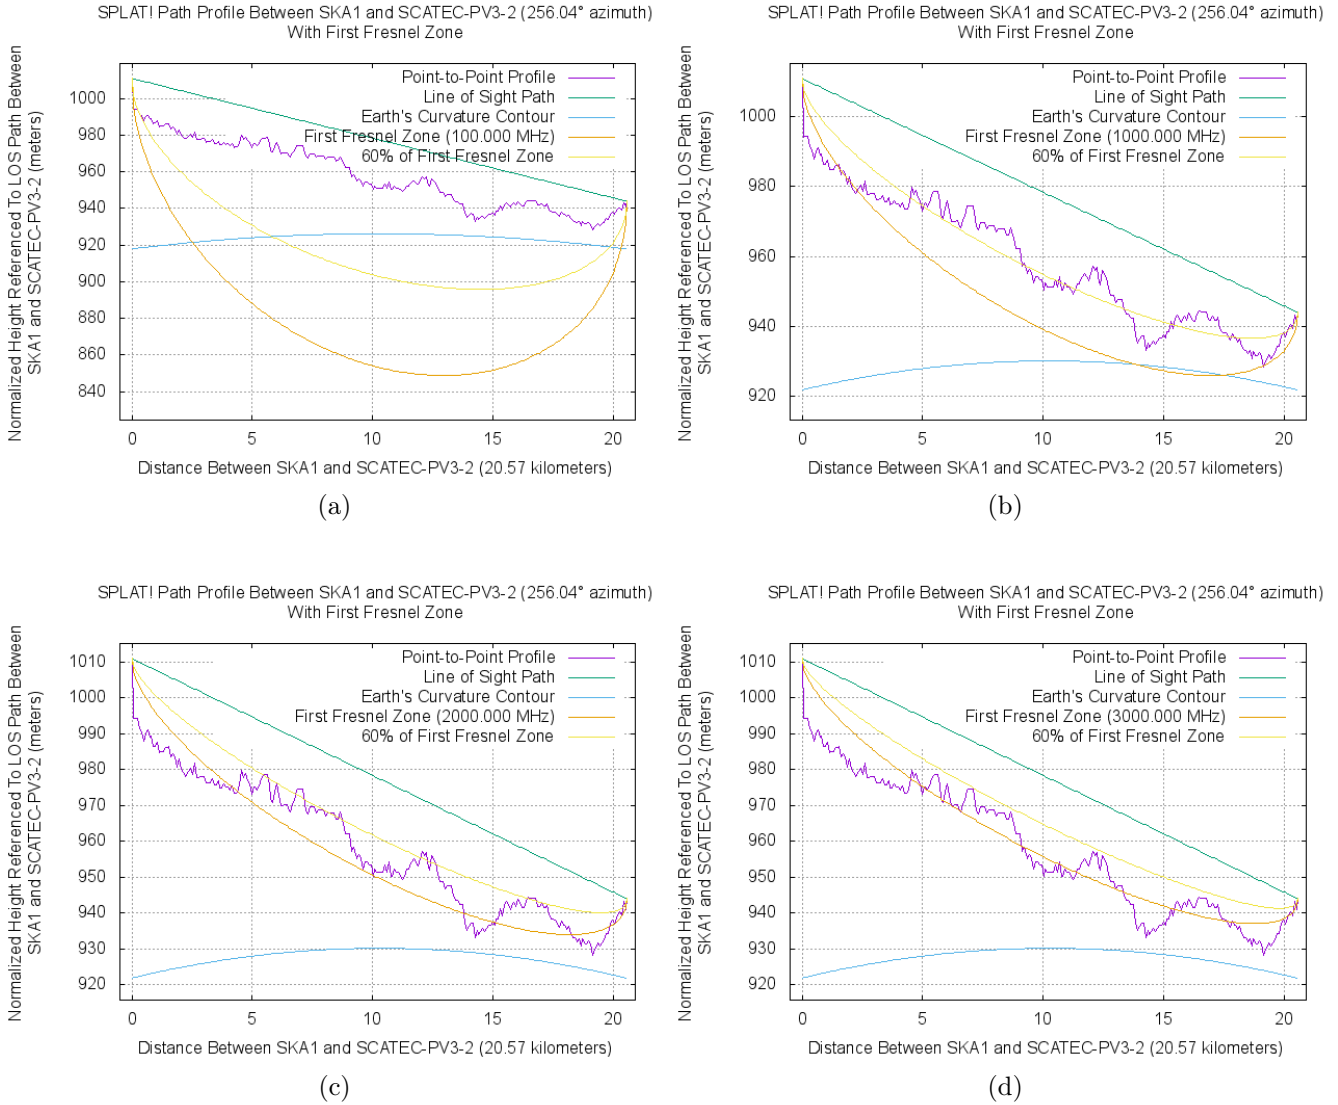 SPLAT! Path Profile Between SKA1 and SCATEC-PV3-2 (256.04° azimuth)
With First Fresnel Zone
Normalized Height Referenced To LOS Path Between
SKA1 and SCATEC-PV3-2 (meters)
Point-to-Point Profile
Line of Sight Path
Earth's Curvature Contour
First Fresnel Zone (100.000 MHz)
60% of First Fresnel Zone
1000
980
960
940
920
900
880
860
840
0 5 10 15 20
Distance Between SKA1 and SCATEC-PV3-2 (20.57 kilometers)
(a)
SPLAT! Path Profile Between SKA1 and SCATEC-PV3-2 (256.04° azimuth)
With First Fresnel Zone
Normalized Height Referenced To LOS Path Between
SKA1 and SCATEC-PV3-2 (meters)
Point-to-Point Profile
Line of Sight Path
Earth's Curvature Contour
First Fresnel Zone (1000.000 MHz)
60% of First Fresnel Zone
1000
980
960
940
920
0 5 10 15 20
Distance Between SKA1 and SCATEC-PV3-2 (20.57 kilometers)
(b)
SPLAT! Path Profile Between SKA1 and SCATEC-PV3-2 (256.04° azimuth)
With First Fresnel Zone
Normalized Height Referenced To LOS Path Between
SKA1 and SCATEC-PV3-2 (meters)
Point-to-Point Profile
Line of Sight Path
Earth's Curvature Contour
First Fresnel Zone (2000.000 MHz)
60% of First Fresnel Zone
1010
1000
990
980
970
960
950
940
930
920
0 5 10 15 20
Distance Between SKA1 and SCATEC-PV3-2 (20.57 kilometers)
(c)
SPLAT! Path Profile Between SKA1 and SCATEC-PV3-2 (256.04° azimuth)
With First Fresnel Zone
Normalized Height Referenced To LOS Path Between
SKA1 and SCATEC-PV3-2 (meters)
Point-to-Point Profile
Line of Sight Path
Earth's Curvature Contour
First Fresnel Zone (3000.000 MHz)
60% of First Fresnel Zone
1010
1000
990
980
970
960
950
940
930
920
0 5 10 15 20
Distance Between SKA1 and SCATEC-PV3-2 (20.57 kilometers)
(d)